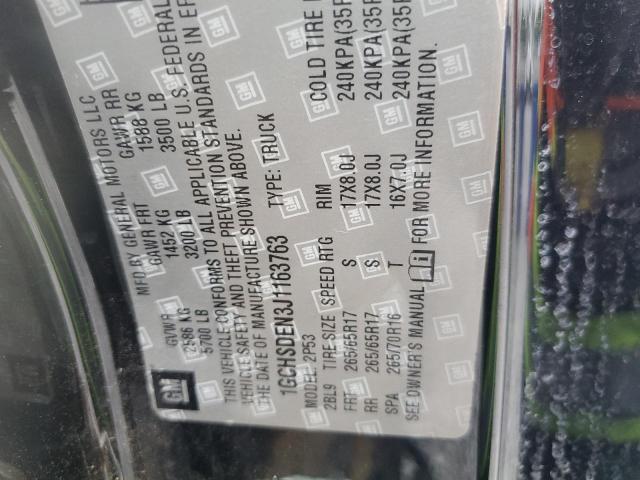 GM
MFD BY GENERAL MOTORS LLC
GVWR GAWR FRT GAWR RR
2586 KG 1452 KG 1588 KG
5700 LB 3200 LB 3500 LB
THIS VEHICLE CONFORMS TO ALL APPLICABLE U.S. FEDERAL
VEHICLE SAFETY AND THEFT PREVENTION STANDARDS IN EF
THE DATE OF MANUFACTURE SHOWN ABOVE.
1GCHSDEN3J1163763 TYPE: TRUCK
MODEL: 2P53
2BL9 TIRE-SIZE SPEED RTG RIM COLD TIRE
FRT 265/65R17 S 17X8.0J 240KPA(35P
RR 265/65R17 S 17X8.0J 240KPA(35P
SPA 265/70R16 T 16X7.0J 240KPA(35P
SEE OWNER'S MANUAL FOR MORE INFORMATION.